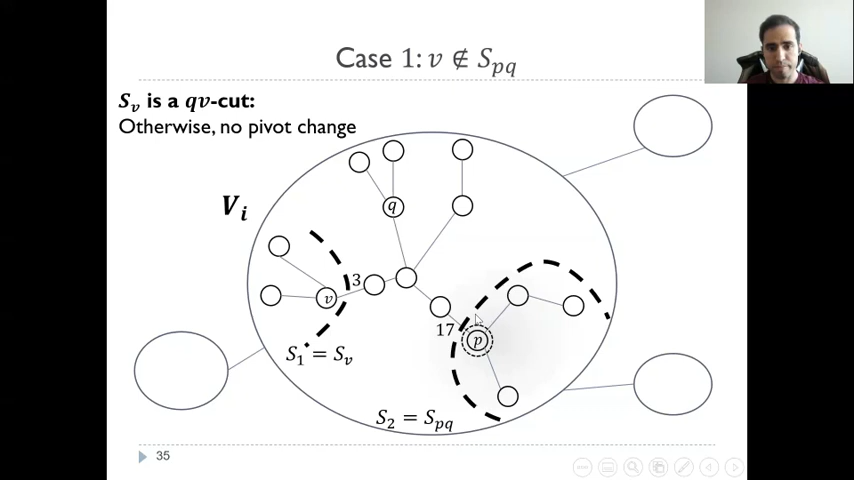 Case 1: v ∉ S_pq
S_v is a qv-cut:
Otherwise, no pivot change
V_i
q
3
v
17
p
S_1 = S_v
S_2 = S_pq
35